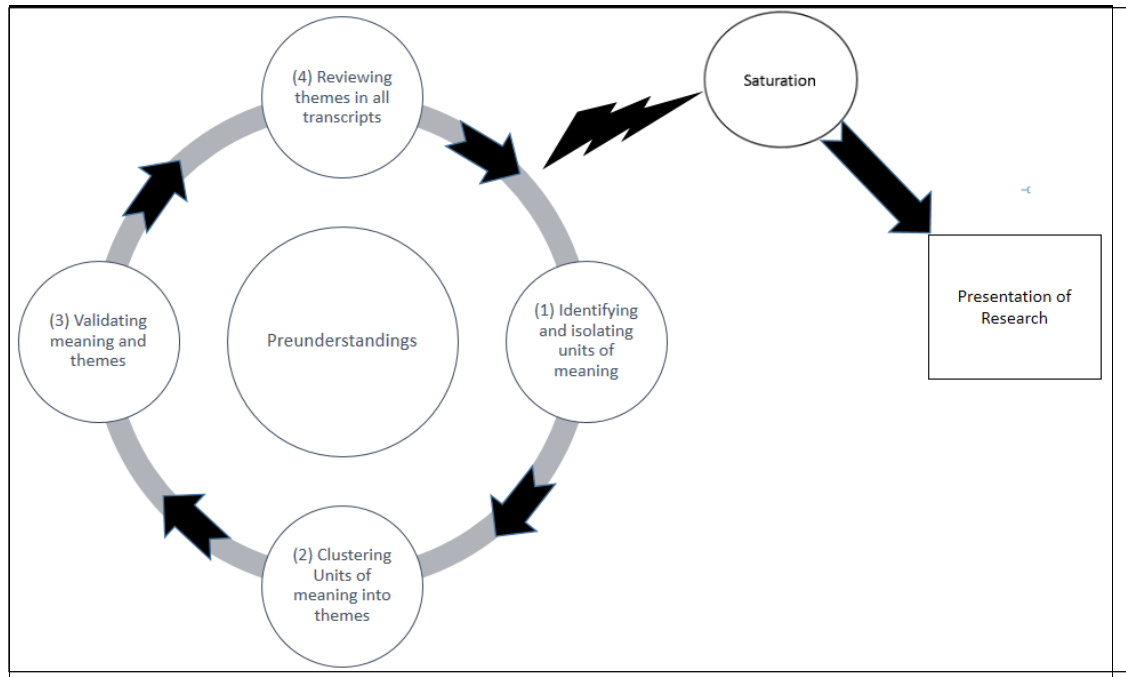 (4) Reviewing
themes in all
transcripts
Saturation
(3) Validating
meaning and
themes
Preunderstandings
(1) Identifying
and isolating
units of
meaning
Presentation of
Research
(2) Clustering
Units of
meaning into
themes